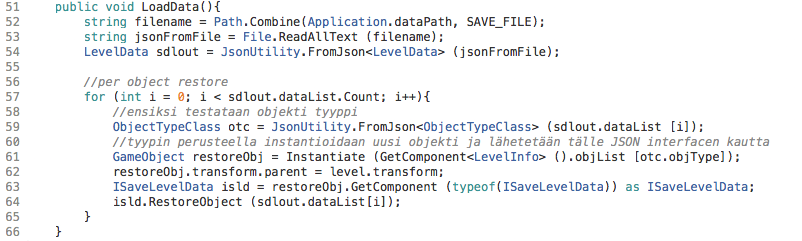 51 public void LoadData(){
52 string filename = Path.Combine(Application.dataPath, SAVE_FILE);
53 string jsonFromFile = File.ReadAllText (filename);
54 LevelData sdlout = JsonUtility.FromJson<LevelData> (jsonFromFile);
55
56 //per object restore
57 for (int i = 0; i < sdlout.dataList.Count; i++){
58 //ensiksi testataan objekti tyyppi
59 ObjectTypeClass otc = JsonUtility.FromJson<ObjectTypeClass> (sdlout.dataList [i]);
60 //tyypin perusteella instantioidaan uusi objekti ja lähetetään tälle JSON interfacen kautta
61 GameObject restoreObj = Instantiate (GetComponent<LevelInfo> ().objList [otc.objType]);
62 restoreObj.transform.parent = level.transform;
63 ISaveLevelData isld = restoreObj.GetComponent (typeof(ISaveLevelData)) as ISaveLevelData;
64 isld.RestoreObject (sdlout.dataList[i]);
65 }
66 }